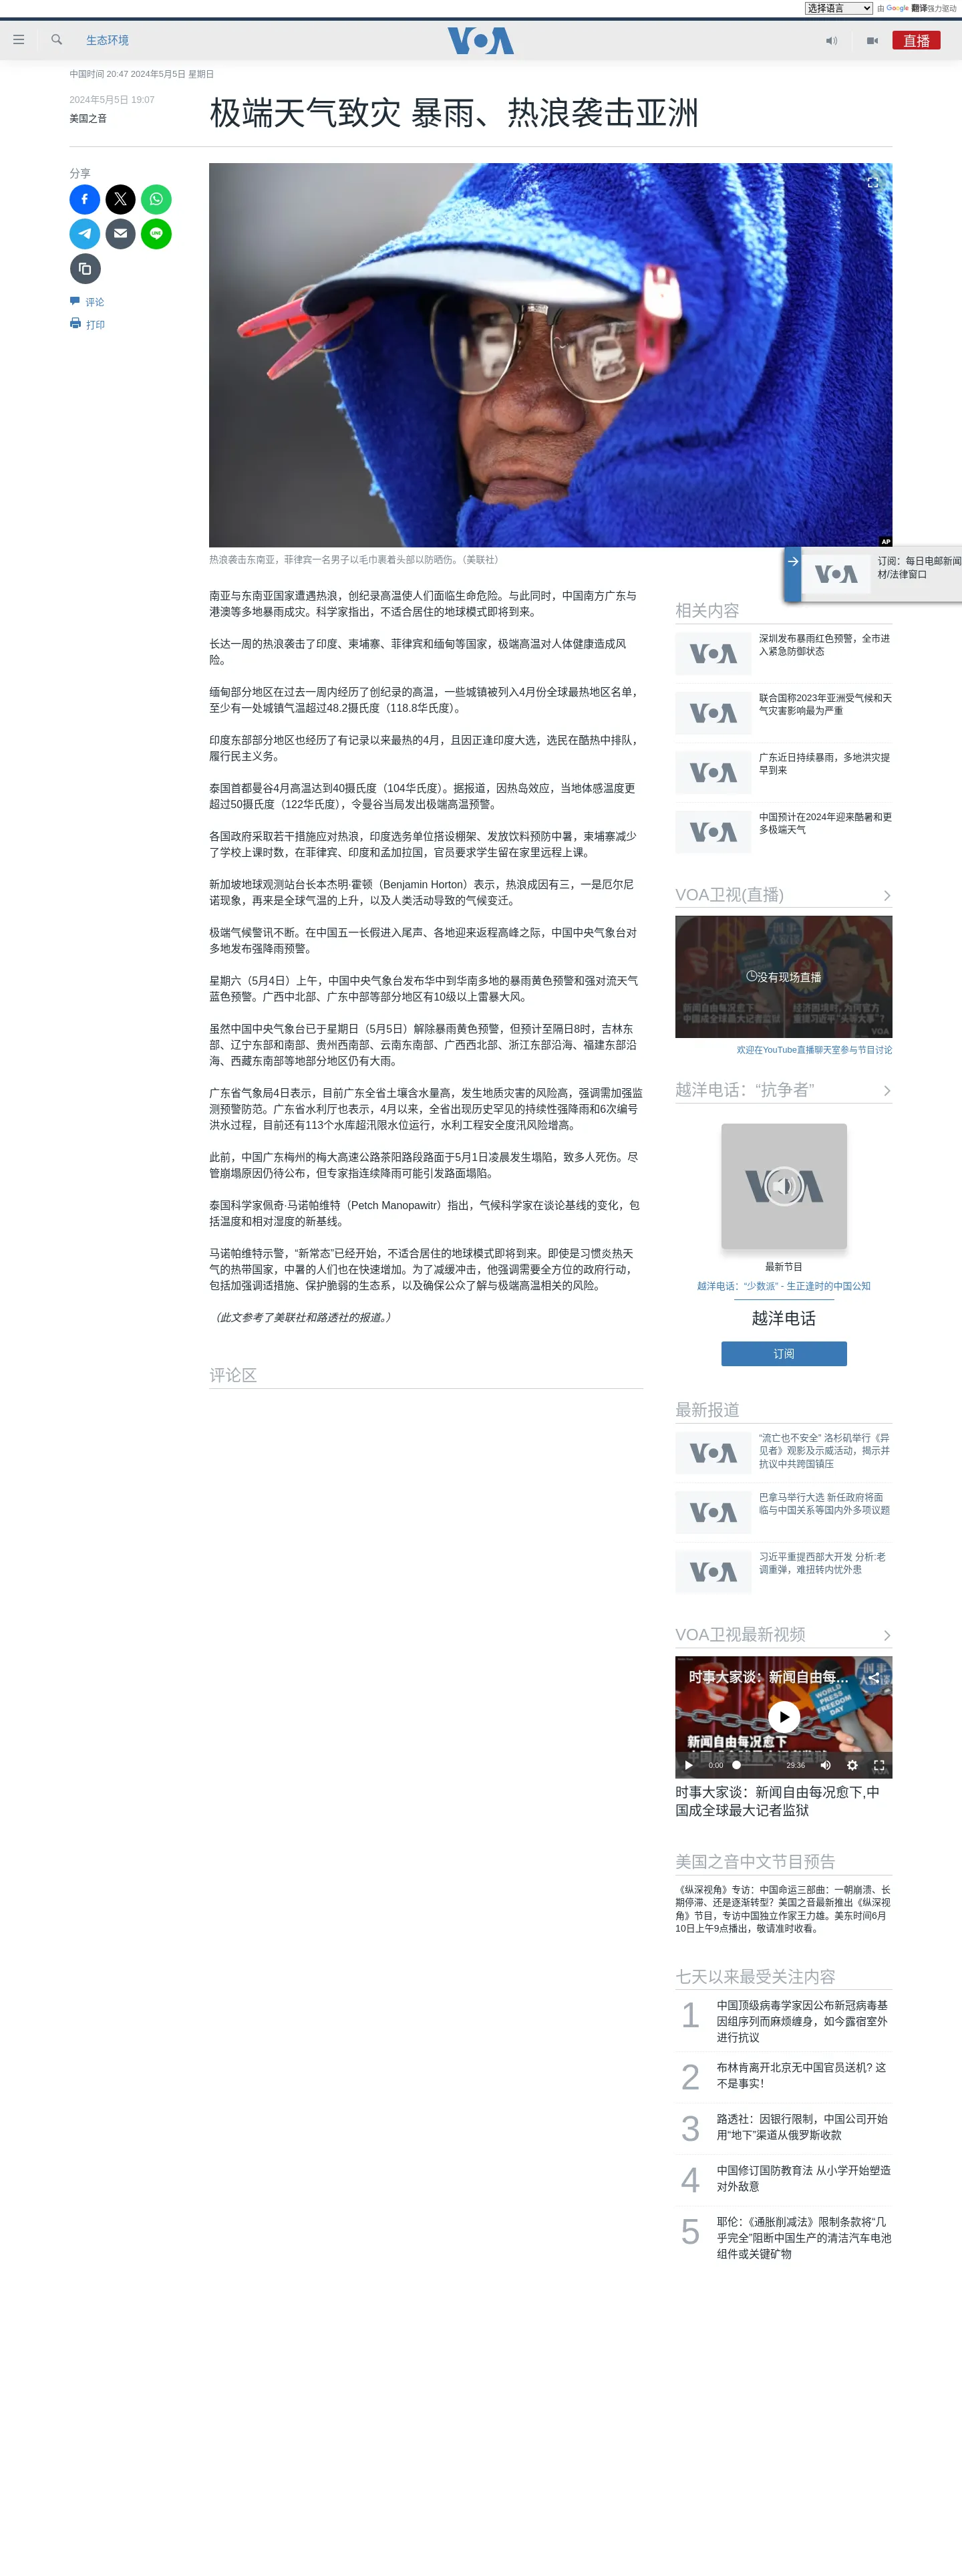 选择语言 由 Google 翻译强力驱动
生态环境
VOA
直播
中国时间 20:47 2024年5月5日 星期日
2024年5月5日 19:07
美国之音
极端天气致灾 暴雨、热浪袭击亚洲
分享
评论
打印
AP
热浪袭击东南亚，菲律宾一名男子以毛巾裹着头部以防晒伤。（美联社）
订阅：每日电邮新闻
材/法律窗口
南亚与东南亚国家遭遇热浪，创纪录高温使人们面临生命危险。与此同时，中国南方广东与
港澳等多地暴雨成灾。科学家指出，不适合居住的地球模式即将到来。
长达一周的热浪袭击了印度、柬埔寨、菲律宾和缅甸等国家，极端高温对人体健康造成风
险。
缅甸部分地区在过去一周内经历了创纪录的高温，一些城镇被列入4月份全球最热地区名单，
至少有一处城镇气温超过48.2摄氏度（118.8华氏度）。
印度东部部分地区也经历了有记录以来最热的4月，且因正逢印度大选，选民在酷热中排队，
履行民主义务。
泰国首都曼谷4月高温达到40摄氏度（104华氏度）。据报道，因热岛效应，当地体感温度更
超过50摄氏度（122华氏度），令曼谷当局发出极端高温预警。
各国政府采取若干措施应对热浪，印度选务单位搭设棚架、发放饮料预防中暑，柬埔寨减少
了学校上课时数，在菲律宾、印度和孟加拉国，官员要求学生留在家里远程上课。
新加坡地球观测站台长本杰明·霍顿（Benjamin Horton）表示，热浪成因有三，一是厄尔尼
诺现象，再来是全球气温的上升，以及人类活动导致的气候变迁。
极端气候警讯不断。在中国五一长假进入尾声、各地迎来返程高峰之际，中国中央气象台对
多地发布强降雨预警。
星期六（5月4日）上午，中国中央气象台发布华中到华南多地的暴雨黄色预警和强对流天气
蓝色预警。广西中北部、广东中部等部分地区有10级以上雷暴大风。
虽然中国中央气象台已于星期日（5月5日）解除暴雨黄色预警，但预计至隔日8时，吉林东
部、辽宁东部和南部、贵州西南部、云南东南部、广西西北部、浙江东部沿海、福建东部沿
海、西藏东南部等地部分地区仍有大雨。
广东省气象局4日表示，目前广东全省土壤含水量高，发生地质灾害的风险高，强调需加强监
测预警防范。广东省水利厅也表示，4月以来，全省出现历史罕见的持续性强降雨和6次编号
洪水过程，目前还有113个水库超汛限水位运行，水利工程安全度汛风险增高。
此前，中国广东梅州的梅大高速公路茶阳路段路面于5月1日凌晨发生塌陷，致多人死伤。尽
管崩塌原因仍待公布，但专家指连续降雨可能引发路面塌陷。
泰国科学家佩奇·马诺帕维特（Petch Manopawitr）指出，气候科学家在谈论基线的变化，包
括温度和相对湿度的新基线。
马诺帕维特示警，“新常态”已经开始，不适合居住的地球模式即将到来。即使是习惯炎热天
气的热带国家，中暑的人们也在快速增加。为了减缓冲击，他强调需要全方位的政府行动，
包括加强调适措施、保护脆弱的生态系，以及确保公众了解与极端高温相关的风险。
（此文参考了美联社和路透社的报道。）
评论区
相关内容
深圳发布暴雨红色预警，全市进
入紧急防御状态
联合国称2023年亚洲受气候和天
气灾害影响最为严重
广东近日持续暴雨，多地洪灾提
早到来
中国预计在2024年迎来酷暑和更
多极端天气
VOA卫视(直播)
没有现场直播
欢迎在YouTube直播聊天室参与节目讨论
越洋电话：“抗争者”
最新节目
越洋电话：“少数派” - 生正逢时的中国公知
越洋电话
订阅
最新报道
“流亡也不安全” 洛杉矶举行《异
见者》观影及示威活动，揭示并
抗议中共跨国镇压
巴拿马举行大选 新任政府将面
临与中国关系等国内外多项议题
习近平重提西部大开发 分析:老
调重弹，难扭转内忧外患
VOA卫视最新视频
时事大家谈：新闻自由每...
WORLD PRESS FREEDOM DAY
新闻自由每况愈下
0:00 29:36
时事大家谈：新闻自由每况愈下,中
国成全球最大记者监狱
美国之音中文节目预告
《纵深视角》专访：中国命运三部曲：一朝崩溃、长
期停滞、还是逐渐转型？美国之音最新推出《纵深视
角》节目，专访中国独立作家王力雄。美东时间6月
10日上午9点播出，敬请准时收看。
七天以来最受关注内容
1 中国顶级病毒学家因公布新冠病毒基
因组序列而麻烦缠身，如今露宿室外
进行抗议
2 布林肯离开北京无中国官员送机? 这
不是事实！
3 路透社：因银行限制，中国公司开始
用“地下”渠道从俄罗斯收款
4 中国修订国防教育法 从小学开始塑造
对外敌意
5 耶伦:《通胀削减法》限制条款将“几
乎完全”阻断中国生产的清洁汽车电池
组件或关键矿物